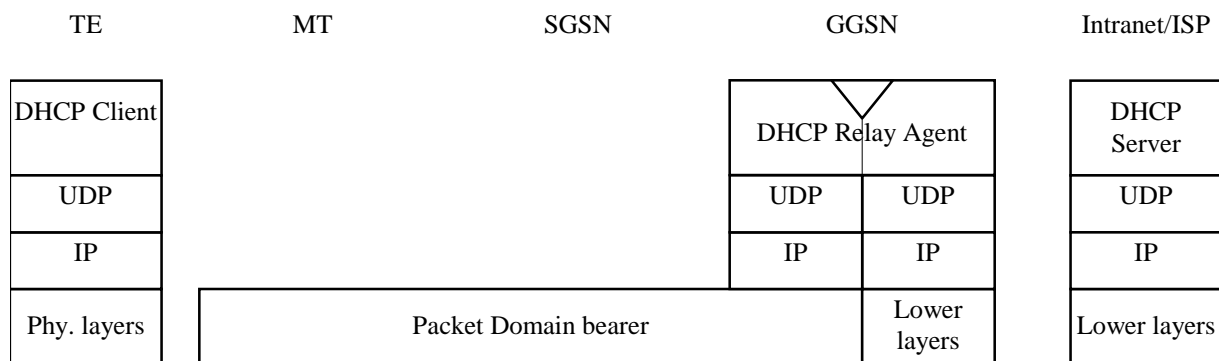 TE MT SGSN GGSN Intranet/ISP
DHCP Client
DHCP Relay Agent
DHCP
Server
UDP UDP UDP UDP
IP IP IP IP
Phy. layers Packet Domain bearer Lower
layers
Lower layers